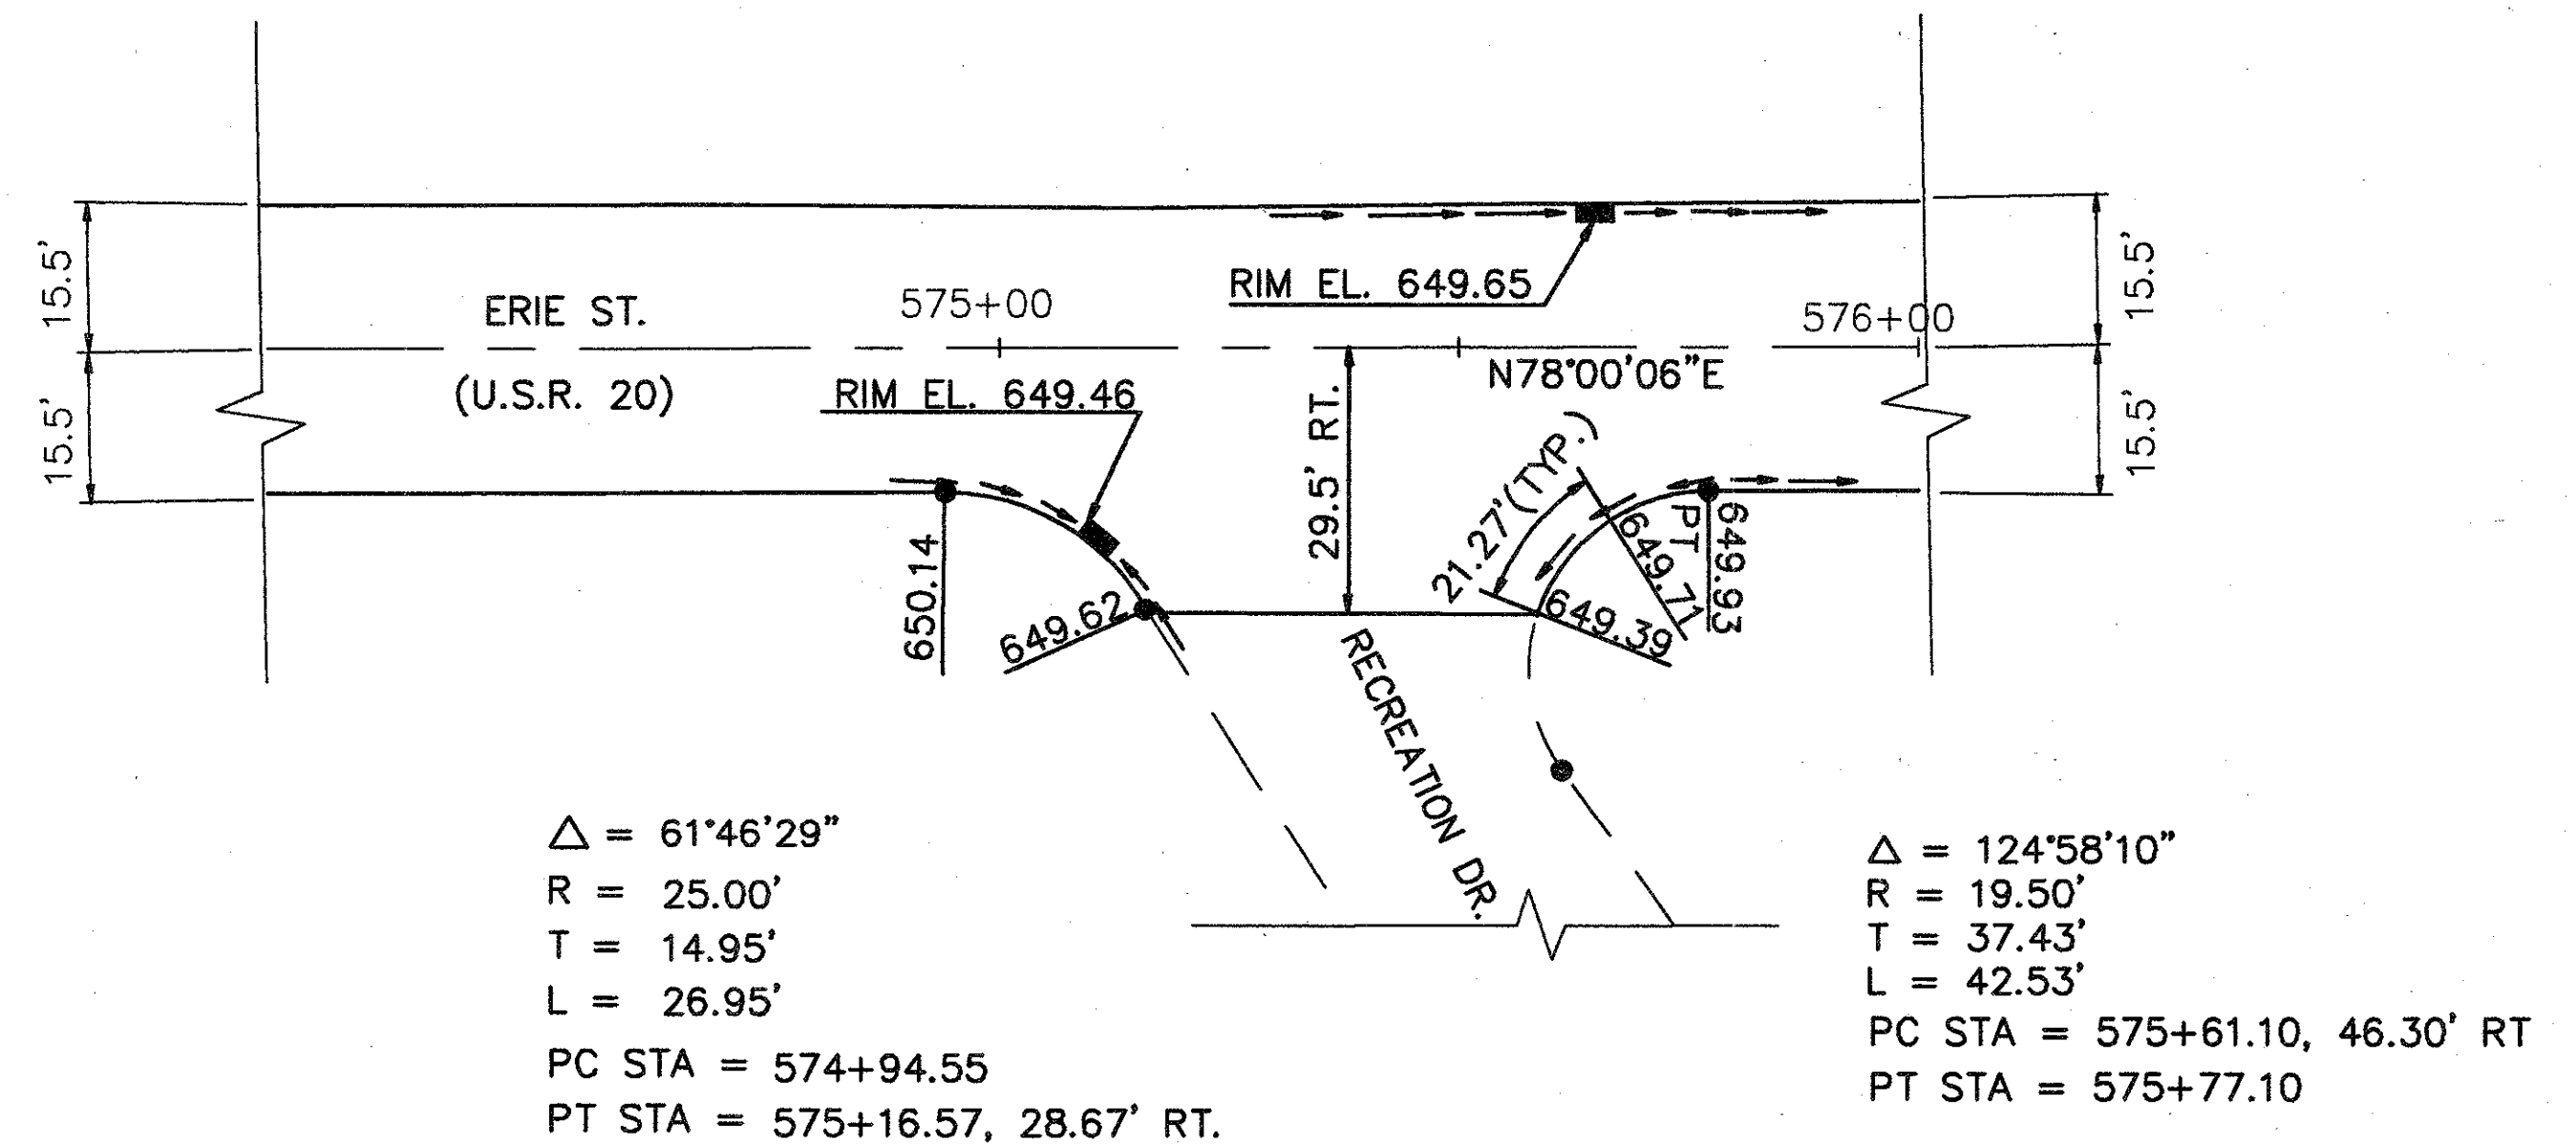 15.5'
15.5'
ERIE ST.
(U.S.R. 20)
575+00
RIM EL. 649.65
RIM EL. 649.46
576+00
N78°00'06"E
15.5'
15.5'
29.5' RT.
21.27'(TYP.)
650.14
649.62
649.71
PT
649.93
649.39
RECREATION DR.
△ = 61°46'29"
R = 25.00'
T = 14.95'
L = 26.95'
PC STA = 574+94.55
PT STA = 575+16.57, 28.67' RT.
△ = 124°58'10"
R = 19.50'
T = 37.43'
L = 42.53'
PC STA = 575+61.10, 46.30' RT
PT STA = 575+77.10